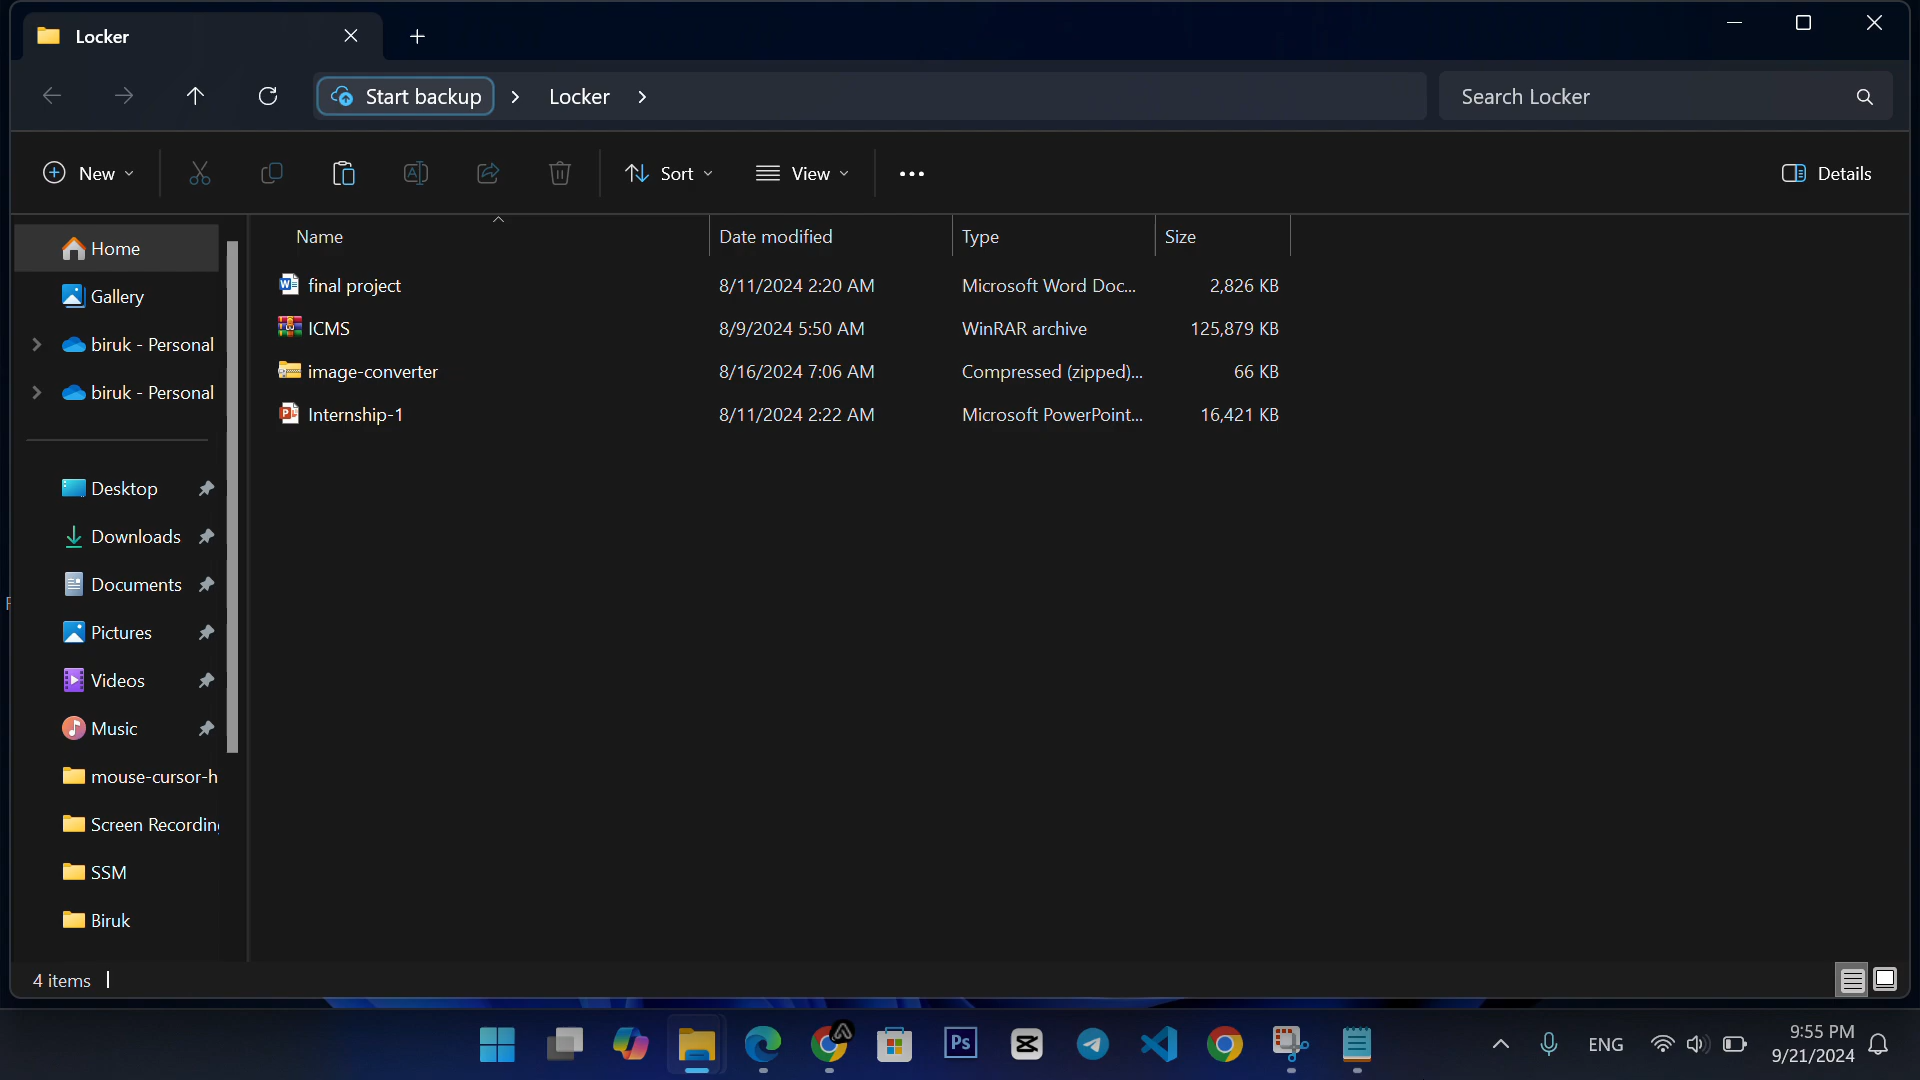 Locker
Start backup
Locker
Search Locker
New
Sort
View
Details
Name
Date modified
Type
Size
final project
8/11/2024 2:20 AM
Microsoft Word Doc...
2,826 KB
ICMS
8/9/2024 5:50 AM
WinRAR archive
125,879 KB
image-converter
8/16/2024 7:06 AM
Compressed (zipped)...
66 KB
Internship-1
8/11/2024 2:22 AM
Microsoft PowerPoint...
16,421 KB
Home
Gallery
biruk - Personal
biruk - Personal
Desktop
Downloads
Documents
Pictures
Videos
Music
mouse-cursor-h
Screen Recording
SSM
Biruk
4 items
Ps
ENG
9:55 PM
9/21/2024